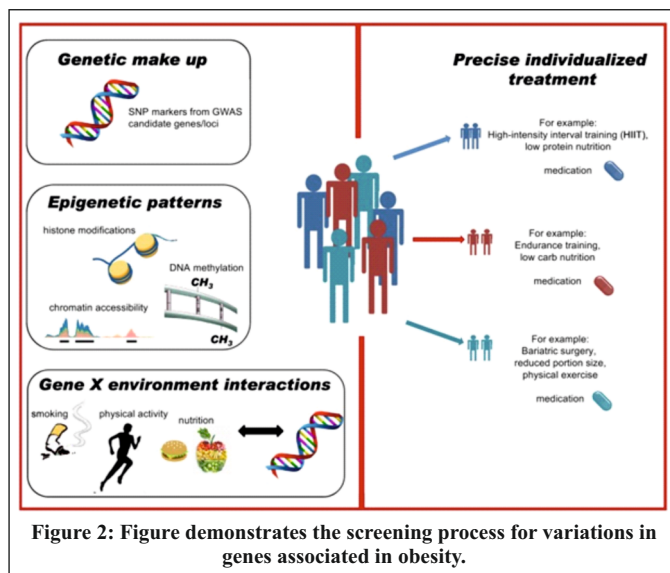 Genetic make up
SNP markers from GWAS
candidate genes/loci
Epigenetic patterns
histone modifications
DNA methylation
CH3
chromatin accessibility
CH3
Gene X environment interactions
smoking
physical activity
nutrition
Precise individualized
treatment
For example:
High-intensity interval training (HIIT),
low protein nutrition
medication
For example:
Endurance training,
low carb nutrition
medication
For example:
Bariatric surgery,
reduced portion size,
physical exercise
medication
Figure 2: Figure demonstrates the screening process for variations in
genes associated in obesity.